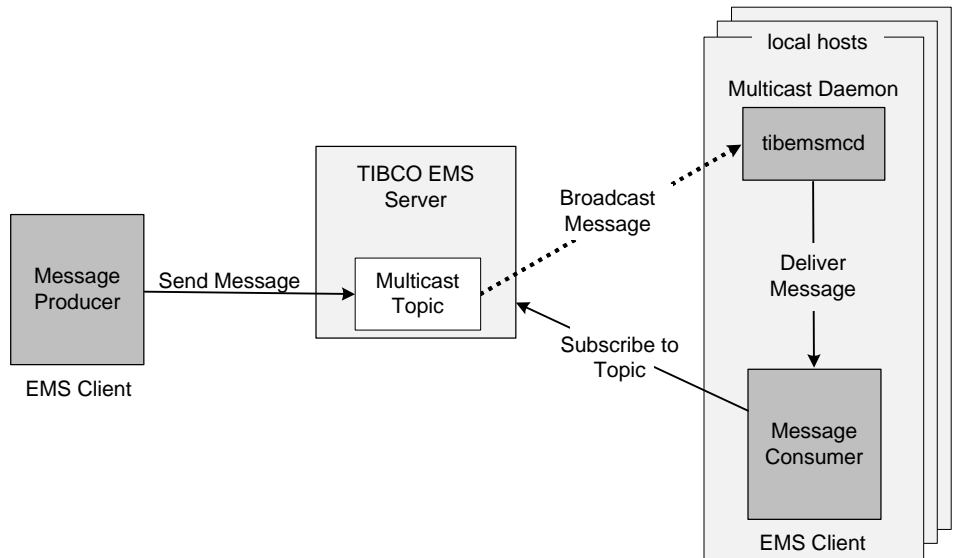 local hosts
Multicast Daemon
tibemsmcd
TIBCO EMS
Server
Broadcast
Message
Message
Producer
Send Message
Multicast
Topic
Deliver
Message
Subscribe to
Topic
EMS Client
Message
Consumer
EMS Client